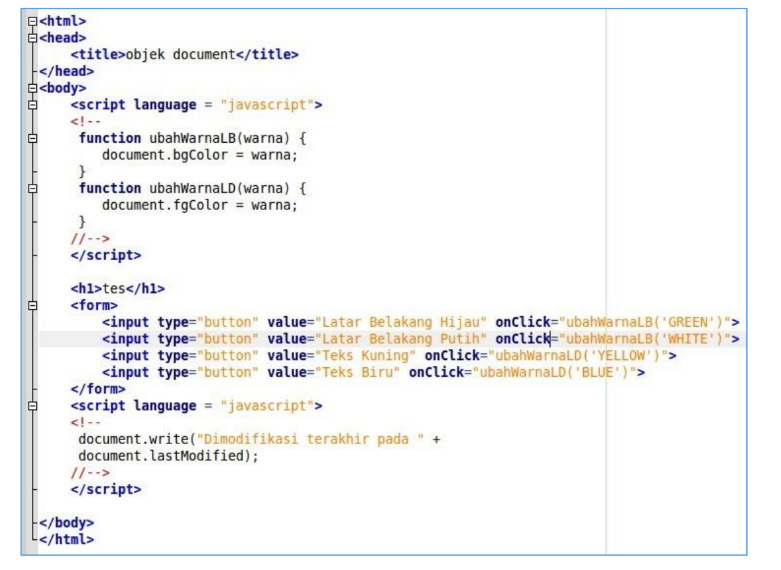 <html>
<head>
<title>objek document</title>
</head>
<body>
<script language = "javascript">
<!--
function ubahWarnaLB(warna) {
document.bgColor = warna;
}
function ubahWarnaLD(warna) {
document.fgColor = warna;
}
//-->
</script>
<h1>tes</h1>
<form>
<input type="button" value="Latar Belakang Hijau" onClick="ubahWarnaLB('GREEN')">
<input type="button" value="Latar Belakang Putih" onClick="ubahWarnaLB('WHITE')">
<input type="button" value="Teks Kuning" onClick="ubahWarnaLD('YELLOW')">
<input type="button" value="Teks Biru" onClick="ubahWarnaLD('BLUE')">
</form>
<script language = "javascript">
<!--
document.write("Dimodifikasi terakhir pada " +
document.lastModified);
//-->
</script>
</body>
</html>